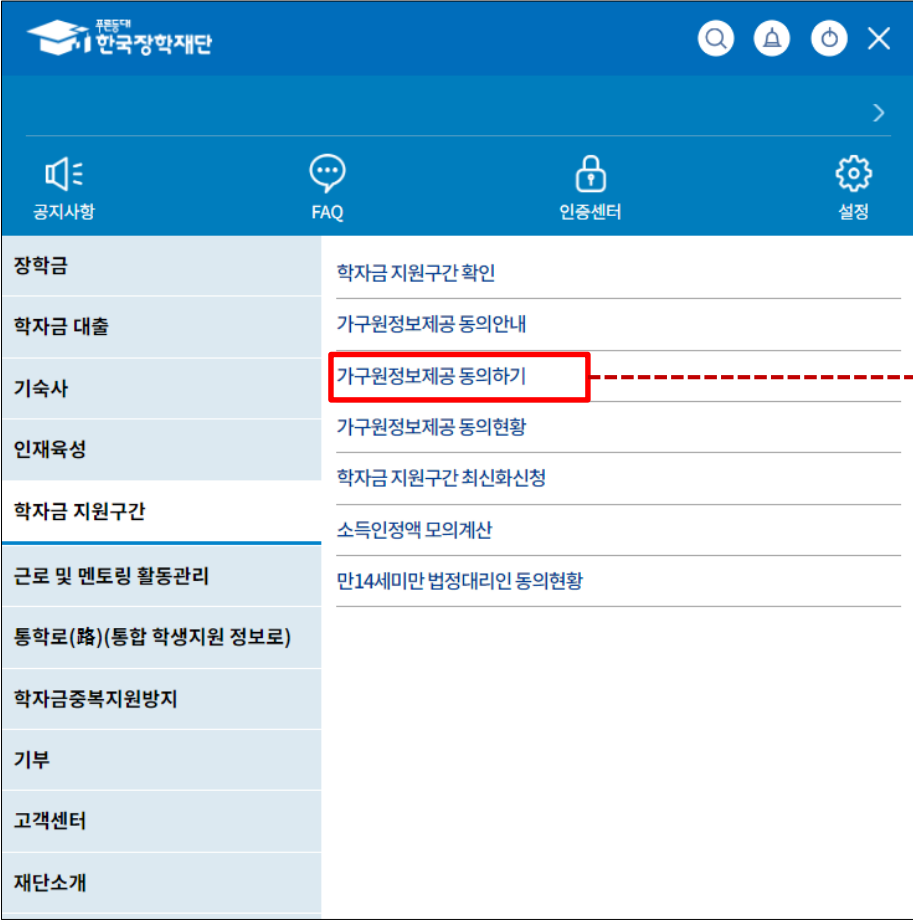 푸른등대
한국장학재단
공지사항
FAQ
인증센터
설정
장학금
학자금 대출
기숙사
인재육성
학자금 지원구간
근로 및 멘토링 활동관리
통학로(路)(통합 학생지원 정보로)
학자금중복지원방지
기부
고객센터
재단소개
학자금 지원구간 확인
가구원정보제공 동의안내
가구원정보제공 동의하기
가구원정보제공 동의현황
학자금 지원구간 최신화신청
소득인정액 모의계산
만14세미만 법정대리인 동의현황